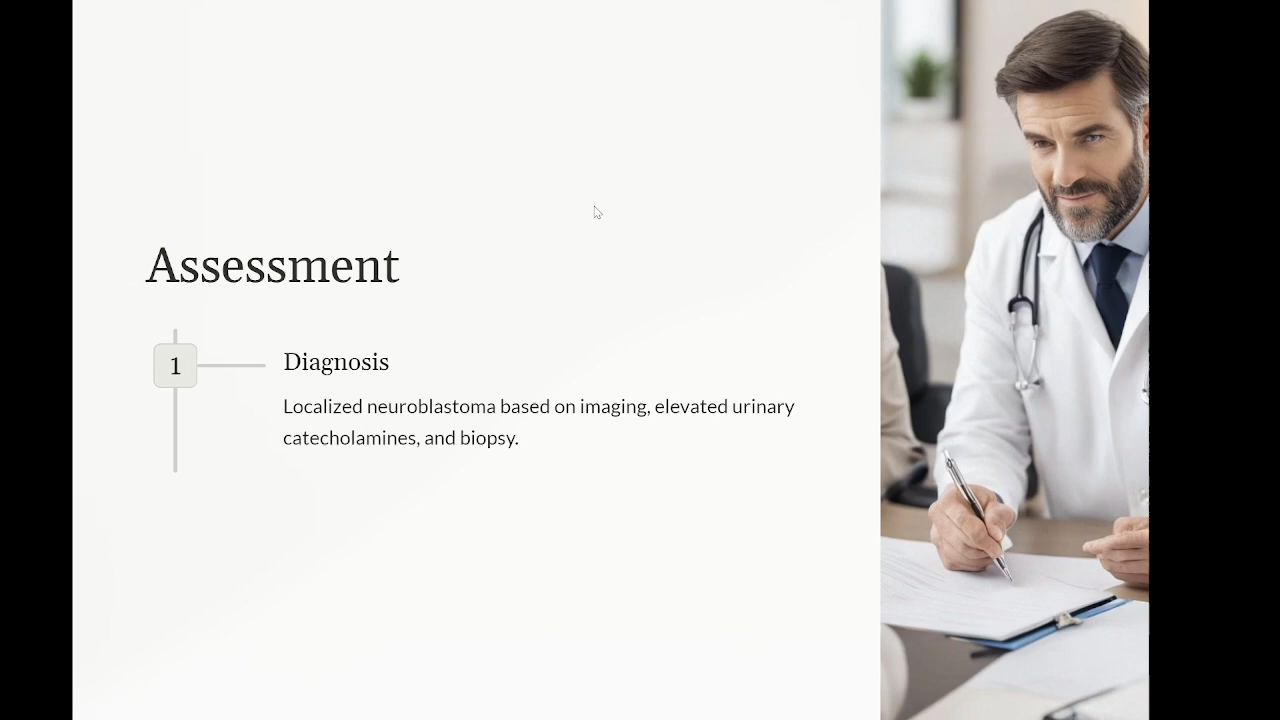 Assessment
1
Diagnosis
Localized neuroblastoma based on imaging, elevated urinary
catecholamines, and biopsy.